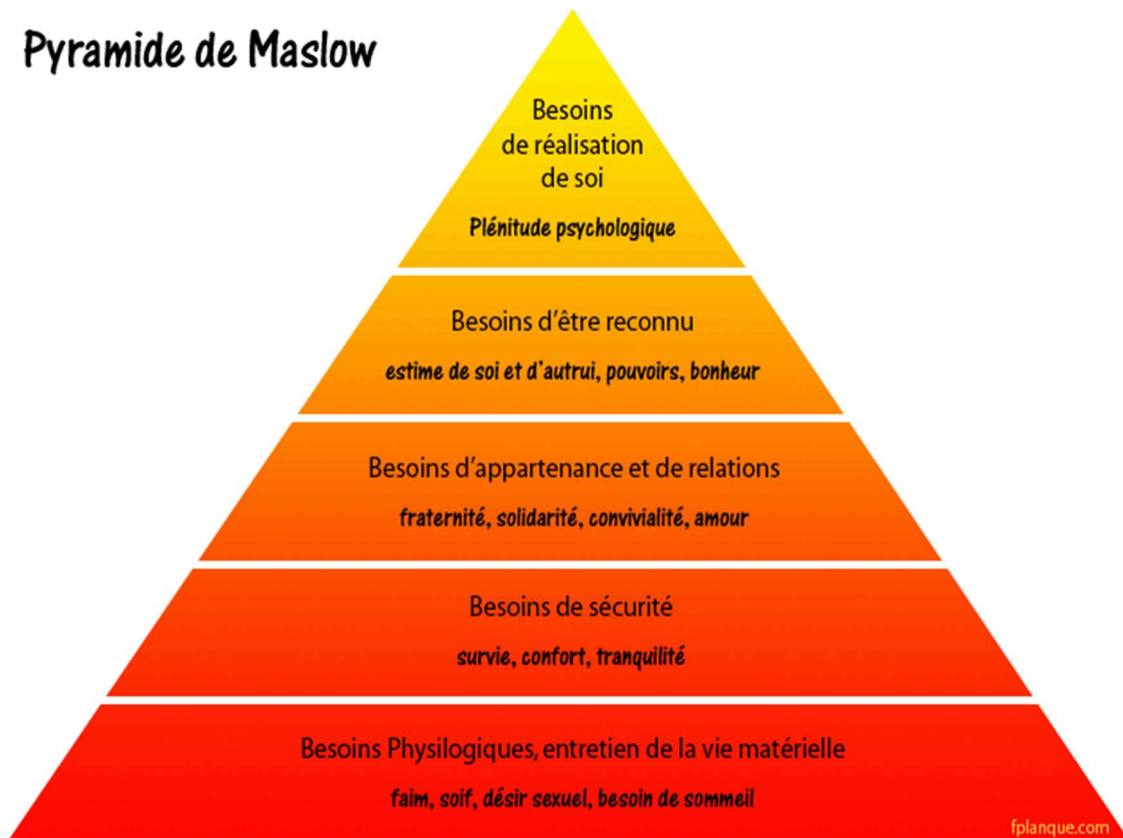 Pyramide de Maslow
Besoins
de réalisation
de soi
Plénitude psychologique
Besoins d'être reconnu
estime de soi et d'autrui, pouvoirs, bonheur
Besoins d'appartenance et de relations
fraternité, solidarité, convivialité, amour
Besoins de sécurité
survie, confort, tranquilité
Besoins Physilogiques, entretien de la vie matérielle
faim, soif, désir sexuel, besoin de sommeil
fplanque.com